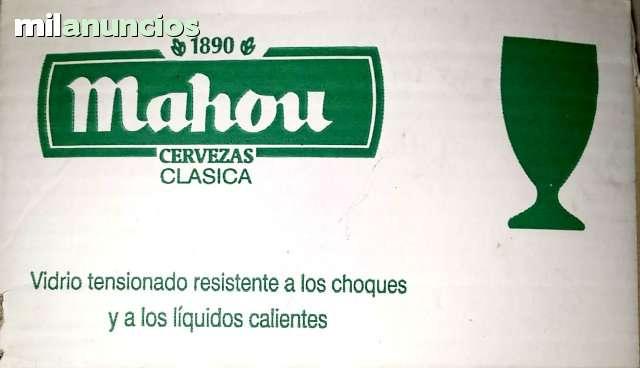 milanuncios
1890
Mahou
CERVEZAS
CLASICA
Vidrio tensionado resistente a los choques
y a los líquidos calientes